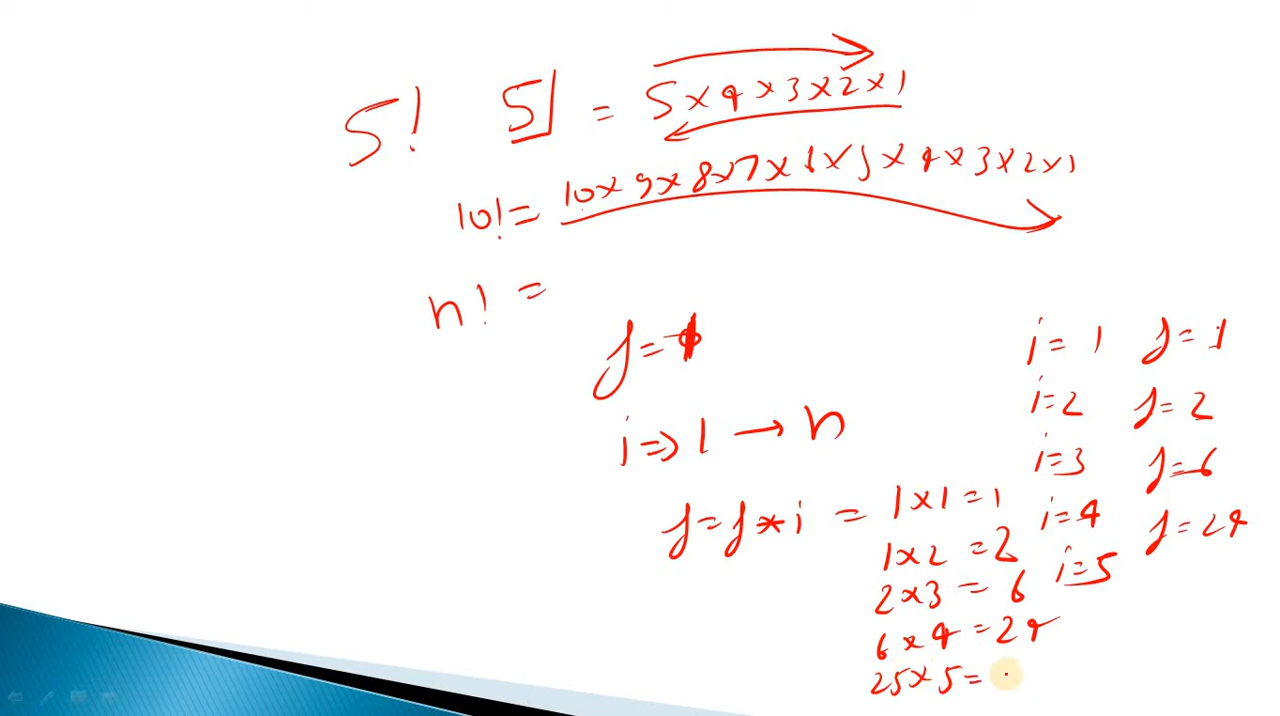 5! 5| = 5×4×3×2×1
10! = 10×9×8×7×6×5×4×3×2×1
n! =
f = 1
i ⇒ 1 → n
f = f * i = 1×1 = 1
1×2 = 2
2×3 = 6
6×4 = 24
25×5 =
i = 1 f = 1
i = 2 f = 2
i = 3 f = 6
i = 4 f = 24
i = 5